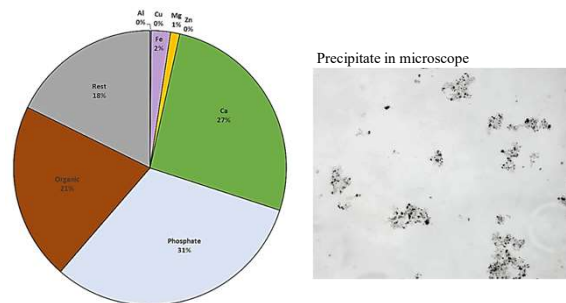 Al
0%
Cu
0%
Mg
1%
Zn
0%
Fe
2%
Ca
27%
Phosphate
31%
Organic
21%
Rest
18%
Precipitate in microscope